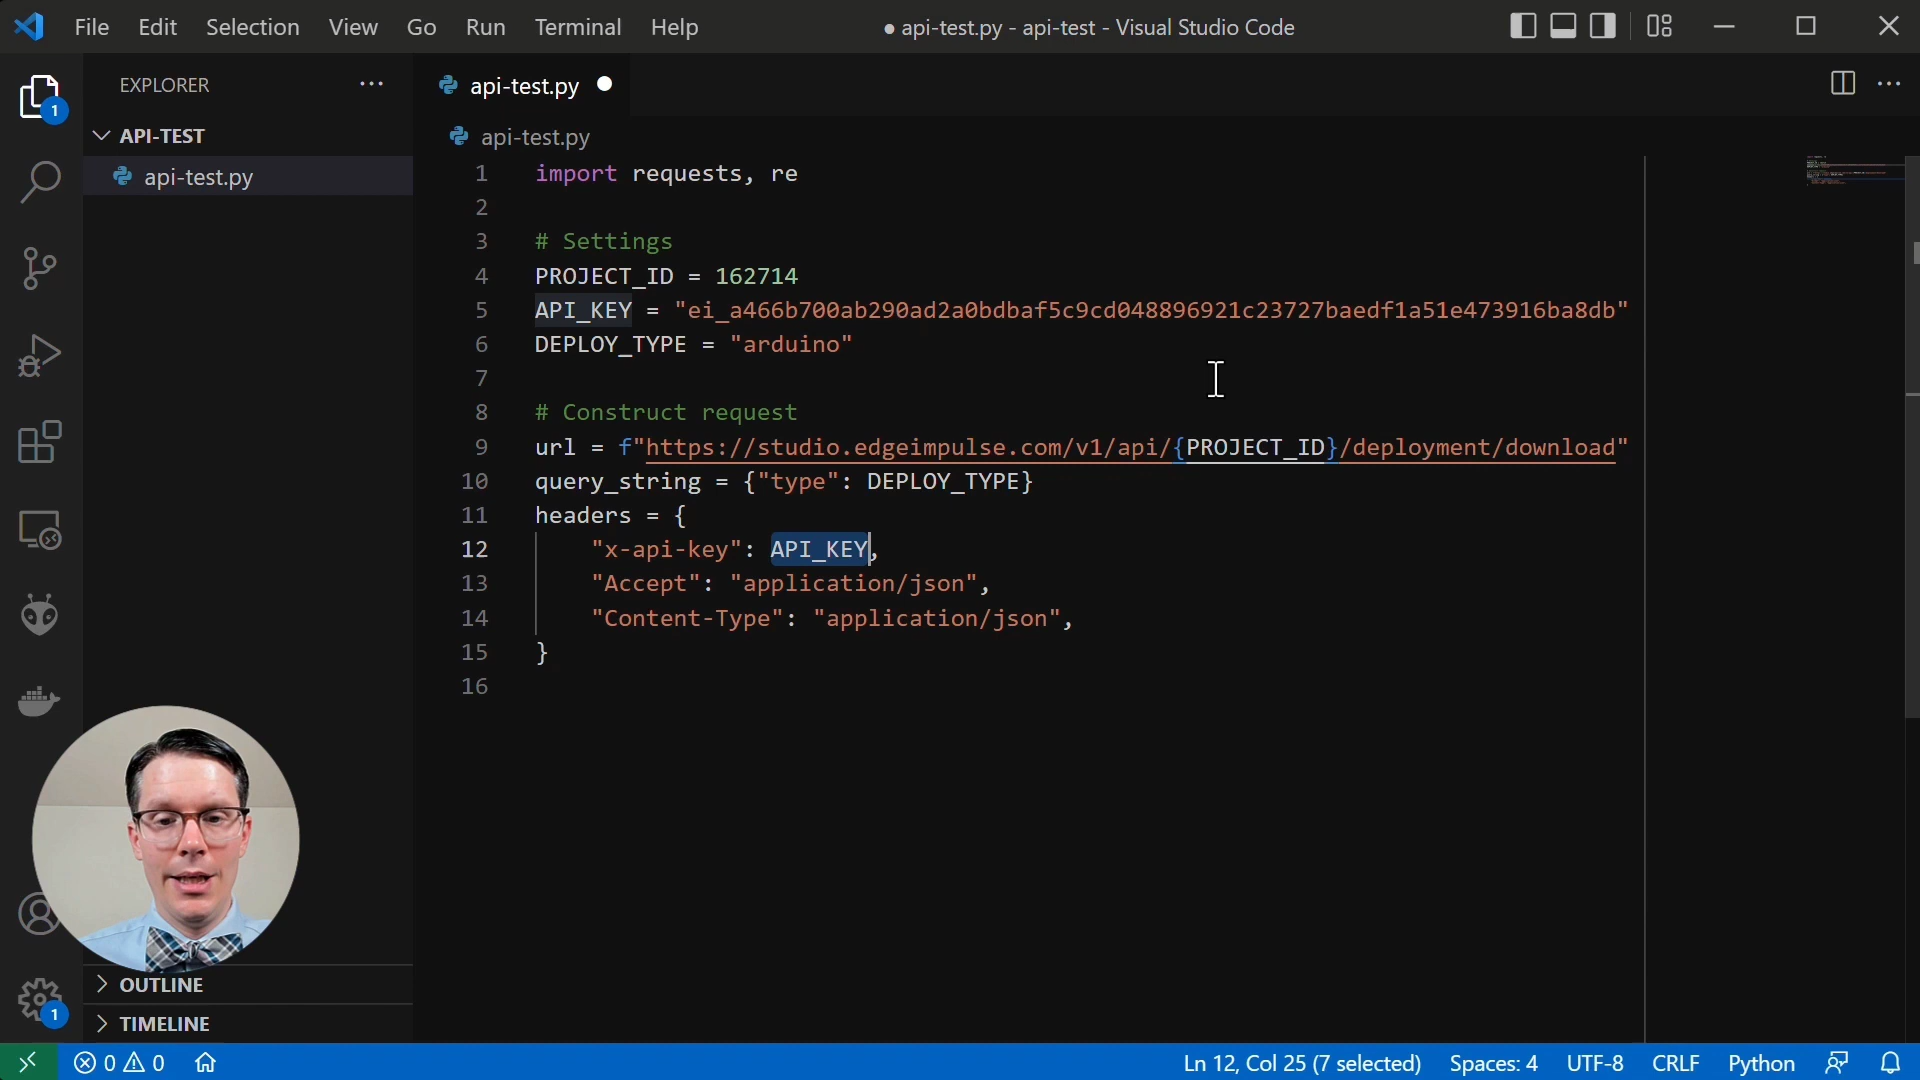 File Edit Selection View Go Run Terminal Help
● api-test.py - api-test - Visual Studio Code
EXPLORER
API-TEST
api-test.py
api-test.py
api-test.py
1 import requests, re
2
3 # Settings
4 PROJECT_ID = 162714
5 API_KEY = "ei_a466b700ab290ad2a0bdbaf5c9cd048896921c23727baedf1a51e473916ba8db"
6 DEPLOY_TYPE = "arduino"
7
8 # Construct request
9 url = f"https://studio.edgeimpulse.com/v1/api/{PROJECT_ID}/deployment/download"
10 query_string = {"type": DEPLOY_TYPE}
11 headers = {
12 "x-api-key": API_KEY,
13 "Accept": "application/json",
14 "Content-Type": "application/json",
15 }
16
1
1
OUTLINE
TIMELINE
0 0
Ln 12, Col 25 (7 selected) Spaces: 4 UTF-8 CRLF Python